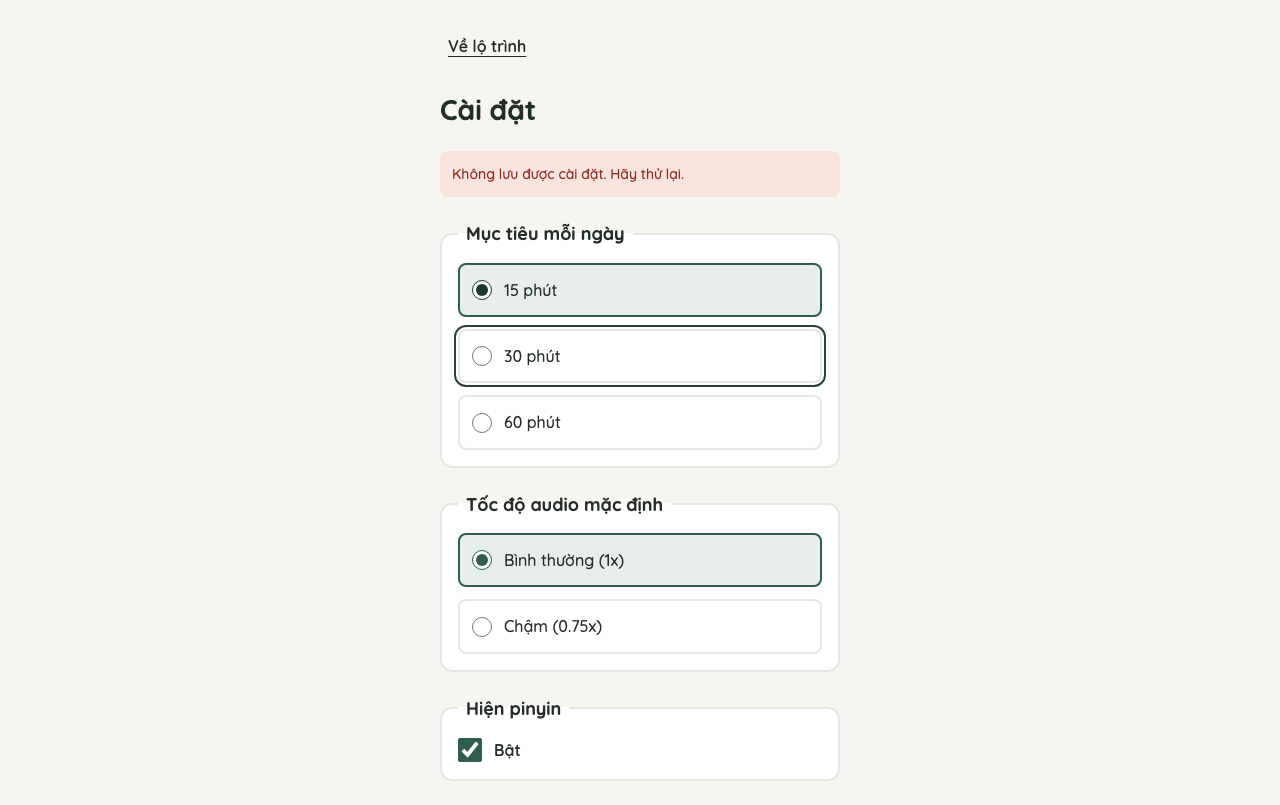 Về lộ trình
Cài đặt
Không lưu được cài đặt. Hãy thử lại.
Mục tiêu mỗi ngày
15 phút
30 phút
60 phút
Tốc độ audio mặc định
Bình thường (1x)
Chậm (0.75x)
Hiện pinyin
Bật